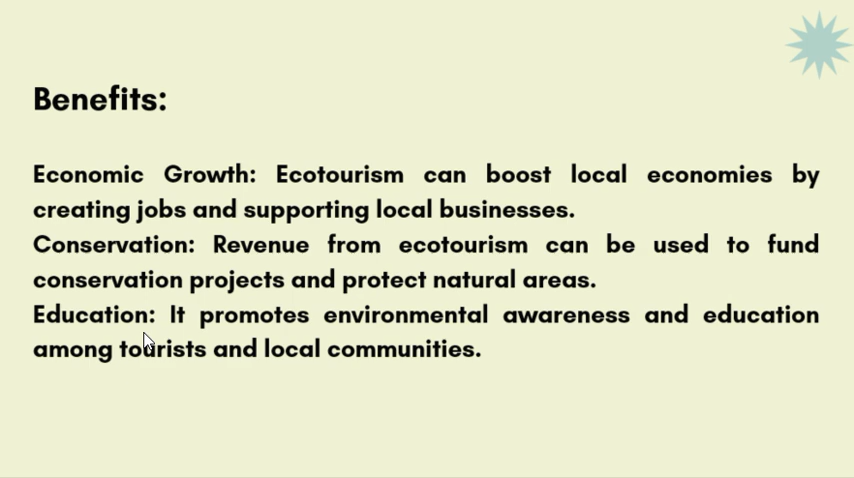 Benefits:
Economic Growth: Ecotourism can boost local economies by
creating jobs and supporting local businesses.
Conservation: Revenue from ecotourism can be used to fund
conservation projects and protect natural areas.
Education: It promotes environmental awareness and education
among tourists and local communities.